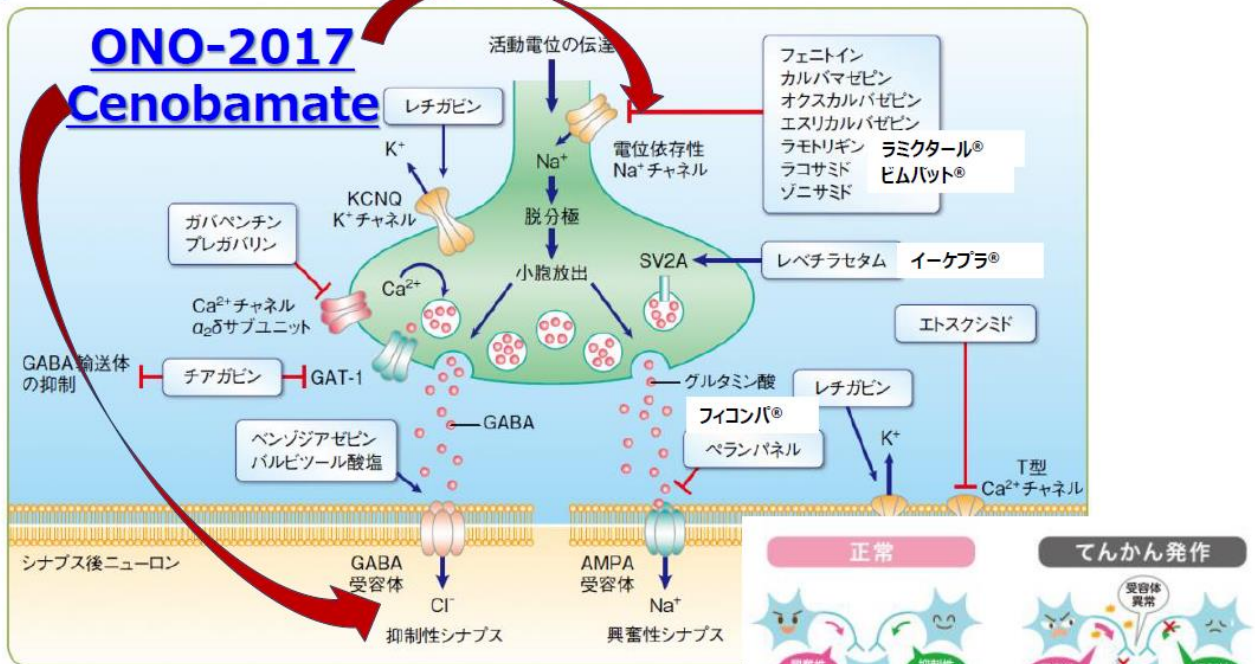 ONO-2017
Cenobamate
活動電位の伝達
レチガビン
K⁺
KCNQ
K⁺チャネル
Na⁺
電位依存性
Na⁺チャネル
フェニトイン
カルバマゼピン
オクスカルバゼピン
エスリカルバゼピン
ラモトリギン
ラミクタール®
ラコサミド
ビムパット®
ゾニサミド
脱分極
小胞放出
ガバペンチン
プレガバリン
Ca²⁺
Ca²⁺チャネル
α₂δサブユニット
SV2A
レベチラセタム
イーケプラ®
エトスクシミド
GABA輸送体
の抑制
チアガビン
GAT-1
グルタミン酸
GABA
フィコンパ®
ペランパネル
レチガビン
K⁺
T型
Ca²⁺チャネル
ベンゾジアゼピン
バルビツール酸塩
シナプス後ニューロン
GABA
受容体
Cl⁻
抑制性シナプス
AMPA
受容体
Na⁺
興奮性シナプス
正常
てんかん発作
受容体
異常
興奮性
抑制性